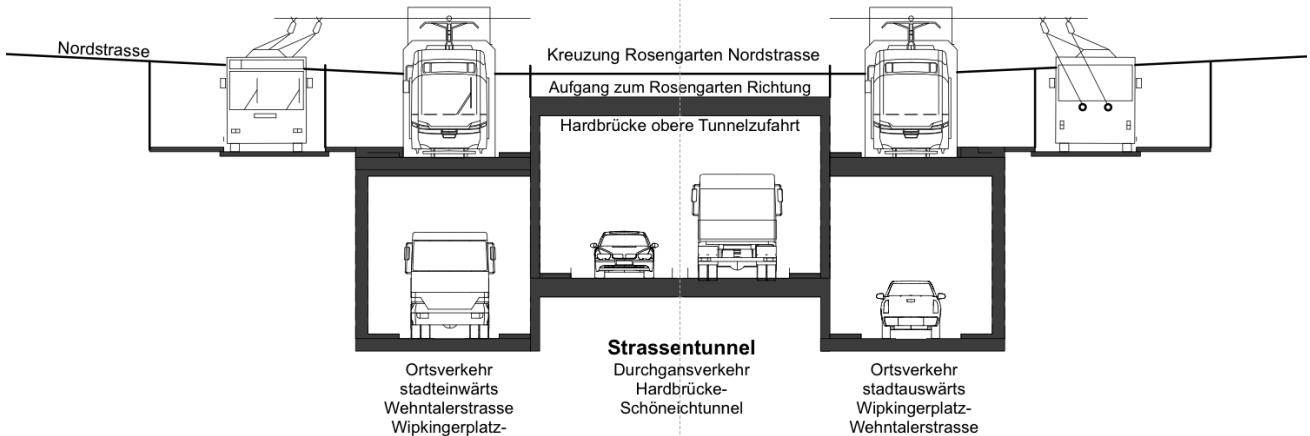 Nordstrasse
Kreuzung Rosengarten Nordstrasse
Aufgang zum Rosengarten Richtung
Hardbrücke obere Tunnelzufahrt
Ortsverkehr
stadteinwärts
Wehntalerstrasse
Wipkingerplatz-
Strassentunnel
Durchgansverkehr
Hardbrücke-
Schöneichtunnel
Ortsverkehr
stadtauswärts
Wipkingerplatz-
Wehntalerstrasse